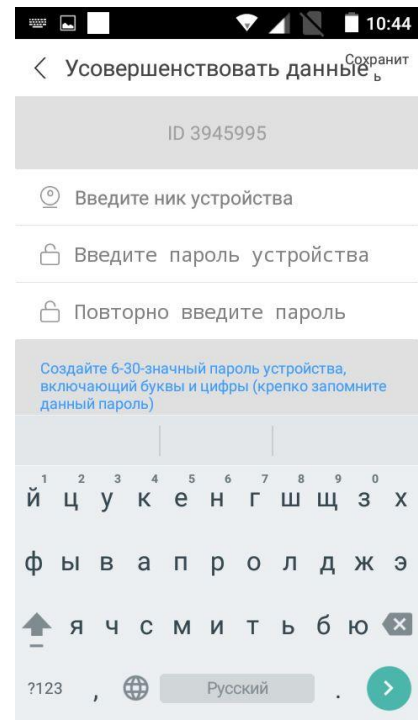 10:44
Усовершенствовать данные
Сохранит
ь
ID 3945995
Введите ник устройства
Введите пароль устройства
Повторно введите пароль
Создайте 6-30-значный пароль устройства,
включающий буквы и цифры (крепко запомните
данный пароль)
1 2 3 4 5 6 7 8 9 0
й ц у к е н г ш щ з х
ф ы в а п р о л д ж э
я ч с м и т ь б ю
?123 , Русский .